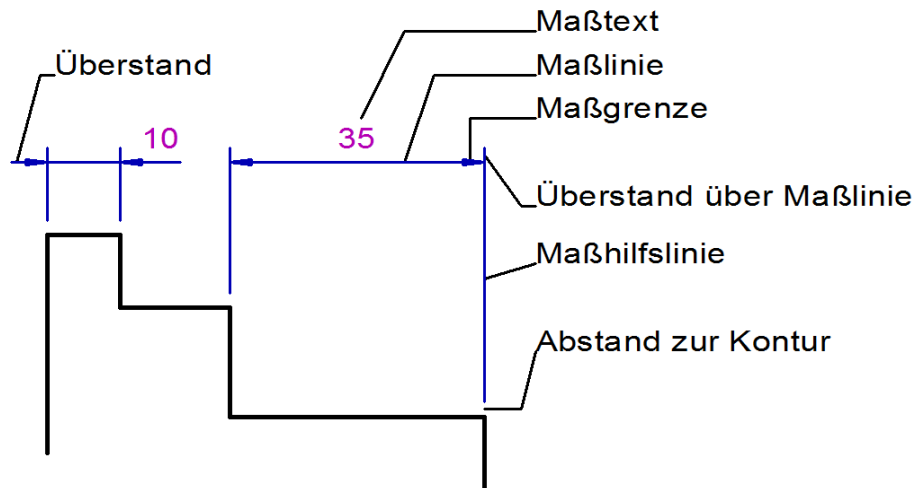 Maßtext
Überstand
Maßlinie
Maßgrenze
10
35
Überstand über Maßlinie
Maßhilfslinie
Abstand zur Kontur